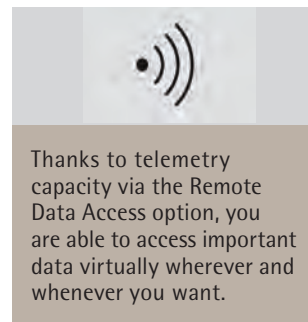 Thanks to telemetry
capacity via the Remote
Data Access option, you
are able to access important
data virtually wherever and
whenever you want.